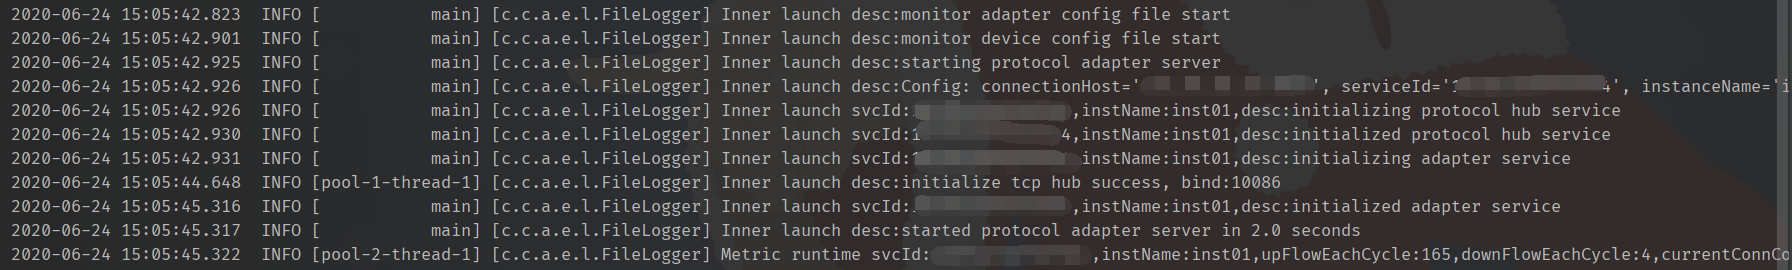 2020-06-24 15:05:42.823  INFO [           main] [c.c.a.e.l.FileLogger] Inner launch desc:monitor adapter config file start
2020-06-24 15:05:42.901  INFO [           main] [c.c.a.e.l.FileLogger] Inner launch desc:monitor device config file start
2020-06-24 15:05:42.925  INFO [           main] [c.c.a.e.l.FileLogger] Inner launch desc:starting protocol adapter server
2020-06-24 15:05:42.926  INFO [           main] [c.c.a.e.l.FileLogger] Inner launch desc:Config: connectionHost='', serviceId='14', instanceName='i
2020-06-24 15:05:42.926  INFO [           main] [c.c.a.e.l.FileLogger] Inner launch svcId:,instName:inst01,desc:initializing protocol hub service
2020-06-24 15:05:42.930  INFO [           main] [c.c.a.e.l.FileLogger] Inner launch svcId:14,instName:inst01,desc:initialized protocol hub service
2020-06-24 15:05:42.931  INFO [           main] [c.c.a.e.l.FileLogger] Inner launch svcId: instName:inst01,desc:initializing adapter service
2020-06-24 15:05:44.648  INFO [pool-1-thread-1] [c.c.a.e.l.FileLogger] Inner launch desc:initialize tcp hub success, bind:10086
2020-06-24 15:05:45.316  INFO [           main] [c.c.a.e.l.FileLogger] Inner launch svcId:,instName:inst01,desc:initialized adapter service
2020-06-24 15:05:45.317  INFO [           main] [c.c.a.e.l.FileLogger] Inner launch desc:started protocol adapter server in 2.0 seconds
2020-06-24 15:05:45.322  INFO [pool-2-thread-1] [c.c.a.e.l.FileLogger] Metric runtime svcId:,instName:inst01,upFlowEachCycle:165,downFlowEachCycle:4,currentConnCo